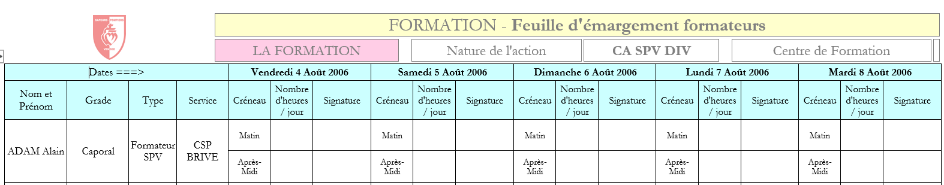 FORMATION - Feuille d'émargement formateurs
LA FORMATION Nature de l'action CA SPV DIV Centre de Formation
Dates ===> Vendredi 4 Août 2006 Samedi 5 Août 2006 Dimanche 6 Août 2006 Lundi 7 Août 2006 Mardi 8 Août 2006
Nom et Prénom Grade Type Service Créneau Nombre d'heures / jour Signature Créneau Nombre d'heures / jour Signature Créneau Nombre d'heures / jour Signature Créneau Nombre d'heures / jour Signature Créneau Nombre d'heures / jour Signature
ADAM Alain Caporal Formateur SPV CSP BRIVE Matin Matin Matin Matin Matin
Après-Midi Après-Midi Après-Midi Après-Midi Après-Midi